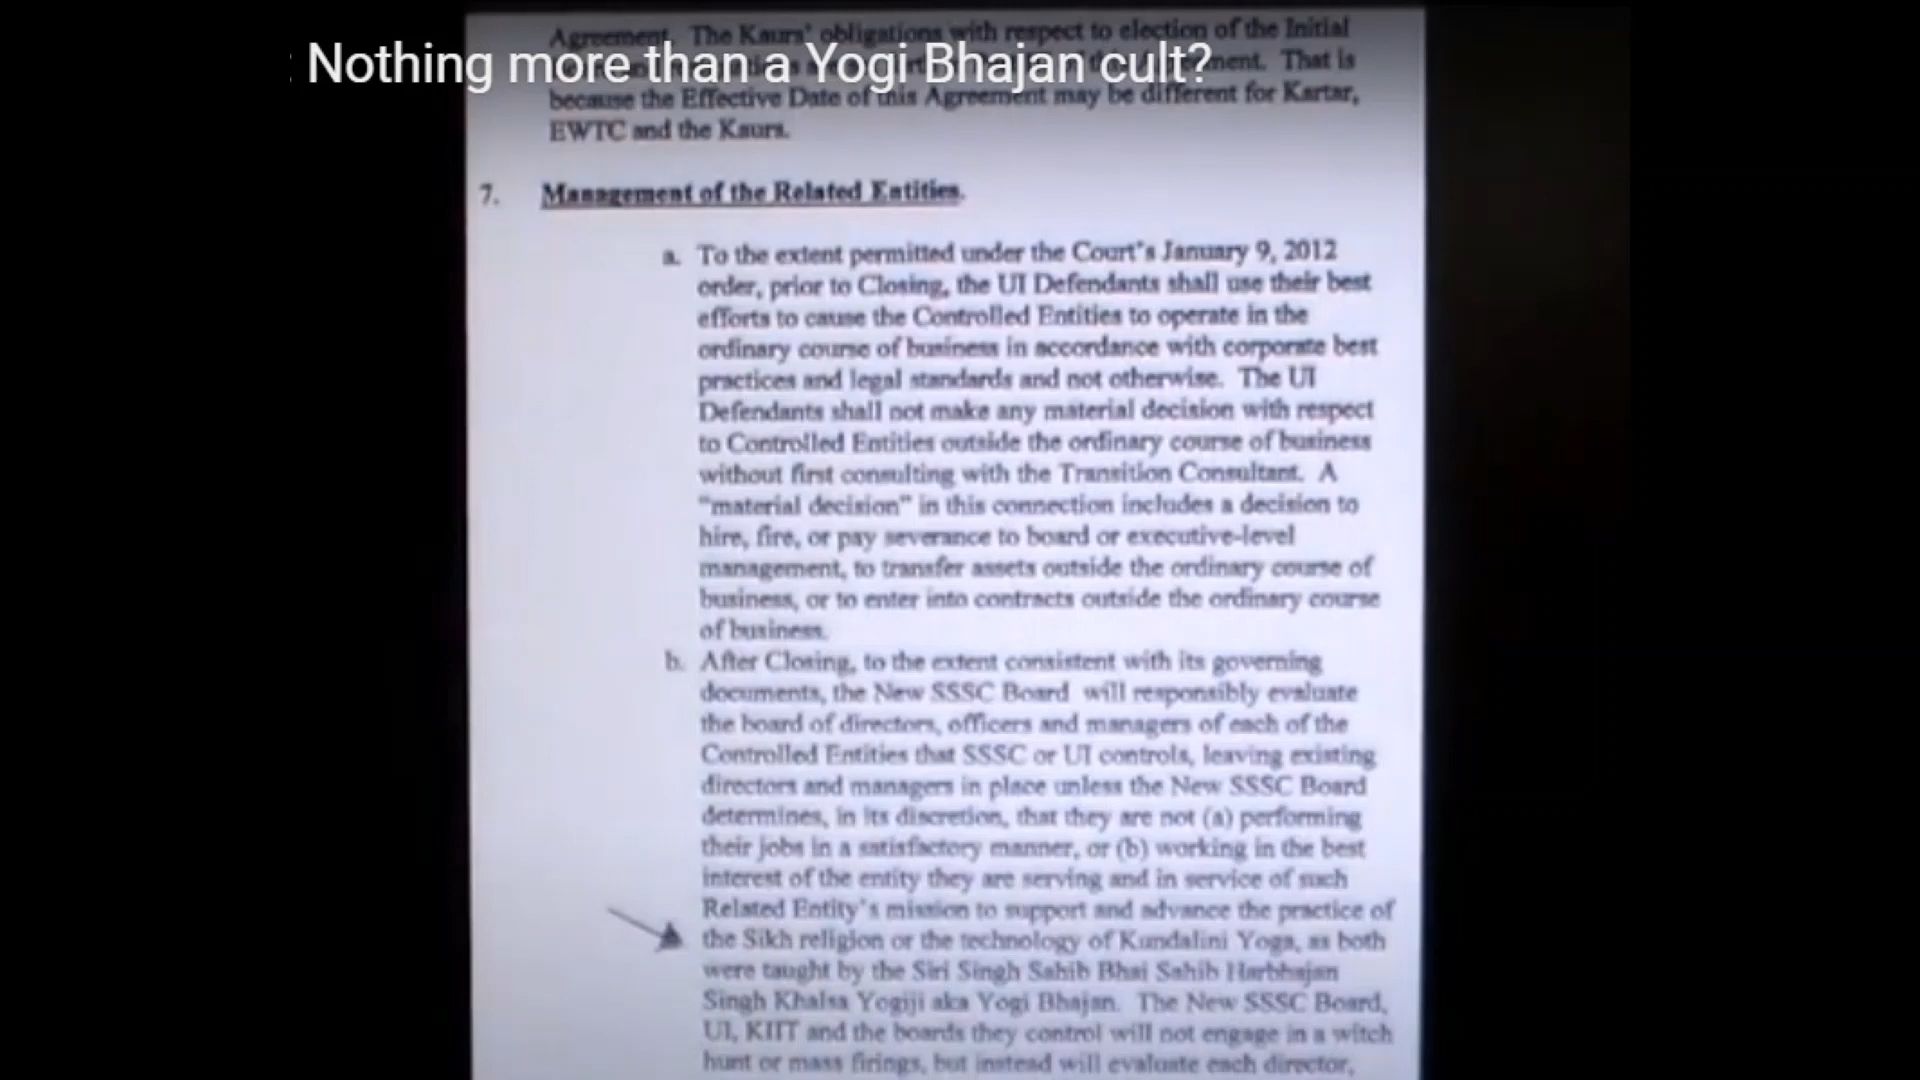 : Nothing more than a Yogi Bhajan cult?
Agreement. The Kaurs' obligations with respect to election of the Initial
ment. That is
because the Effective Date of this Agreement may be different for Kartar,
EWTC and the Kaurs.
7. Management of the Related Entities.
a. To the extent permitted under the Court's January 9, 2012
order, prior to Closing, the UI Defendants shall use their best
efforts to cause the Controlled Entities to operate in the
ordinary course of business in accordance with corporate best
practices and legal standards and not otherwise. The UI
Defendants shall not make any material decision with respect
to Controlled Entities outside the ordinary course of business
without first consulting with the Transition Consultant. A
"material decision" in this connection includes a decision to
hire, fire, or pay severance to board or executive-level
management, to transfer assets outside the ordinary course of
business, or to enter into contracts outside the ordinary course
of business.
b. After Closing, to the extent consistent with its governing
documents, the New SSSC Board will responsibly evaluate
the board of directors, officers and managers of each of the
Controlled Entities that SSSC or UI controls, leaving existing
directors and managers in place unless the New SSSC Board
determines, in its discretion, that they are not (a) performing
their jobs in a satisfactory manner, or (b) working in the best
interest of the entity they are serving and in service of such
Related Entity's mission to support and advance the practice of
the Sikh religion or the technology of Kundalini Yoga, as both
were taught by the Siri Singh Sahib Bhai Sahib Harbhajan
Singh Khalsa Yogiji aka Yogi Bhajan. The New SSSC Board,
UI, KIIT and the boards they control will not engage in a witch
hunt or mass firings, but instead will evaluate each director,